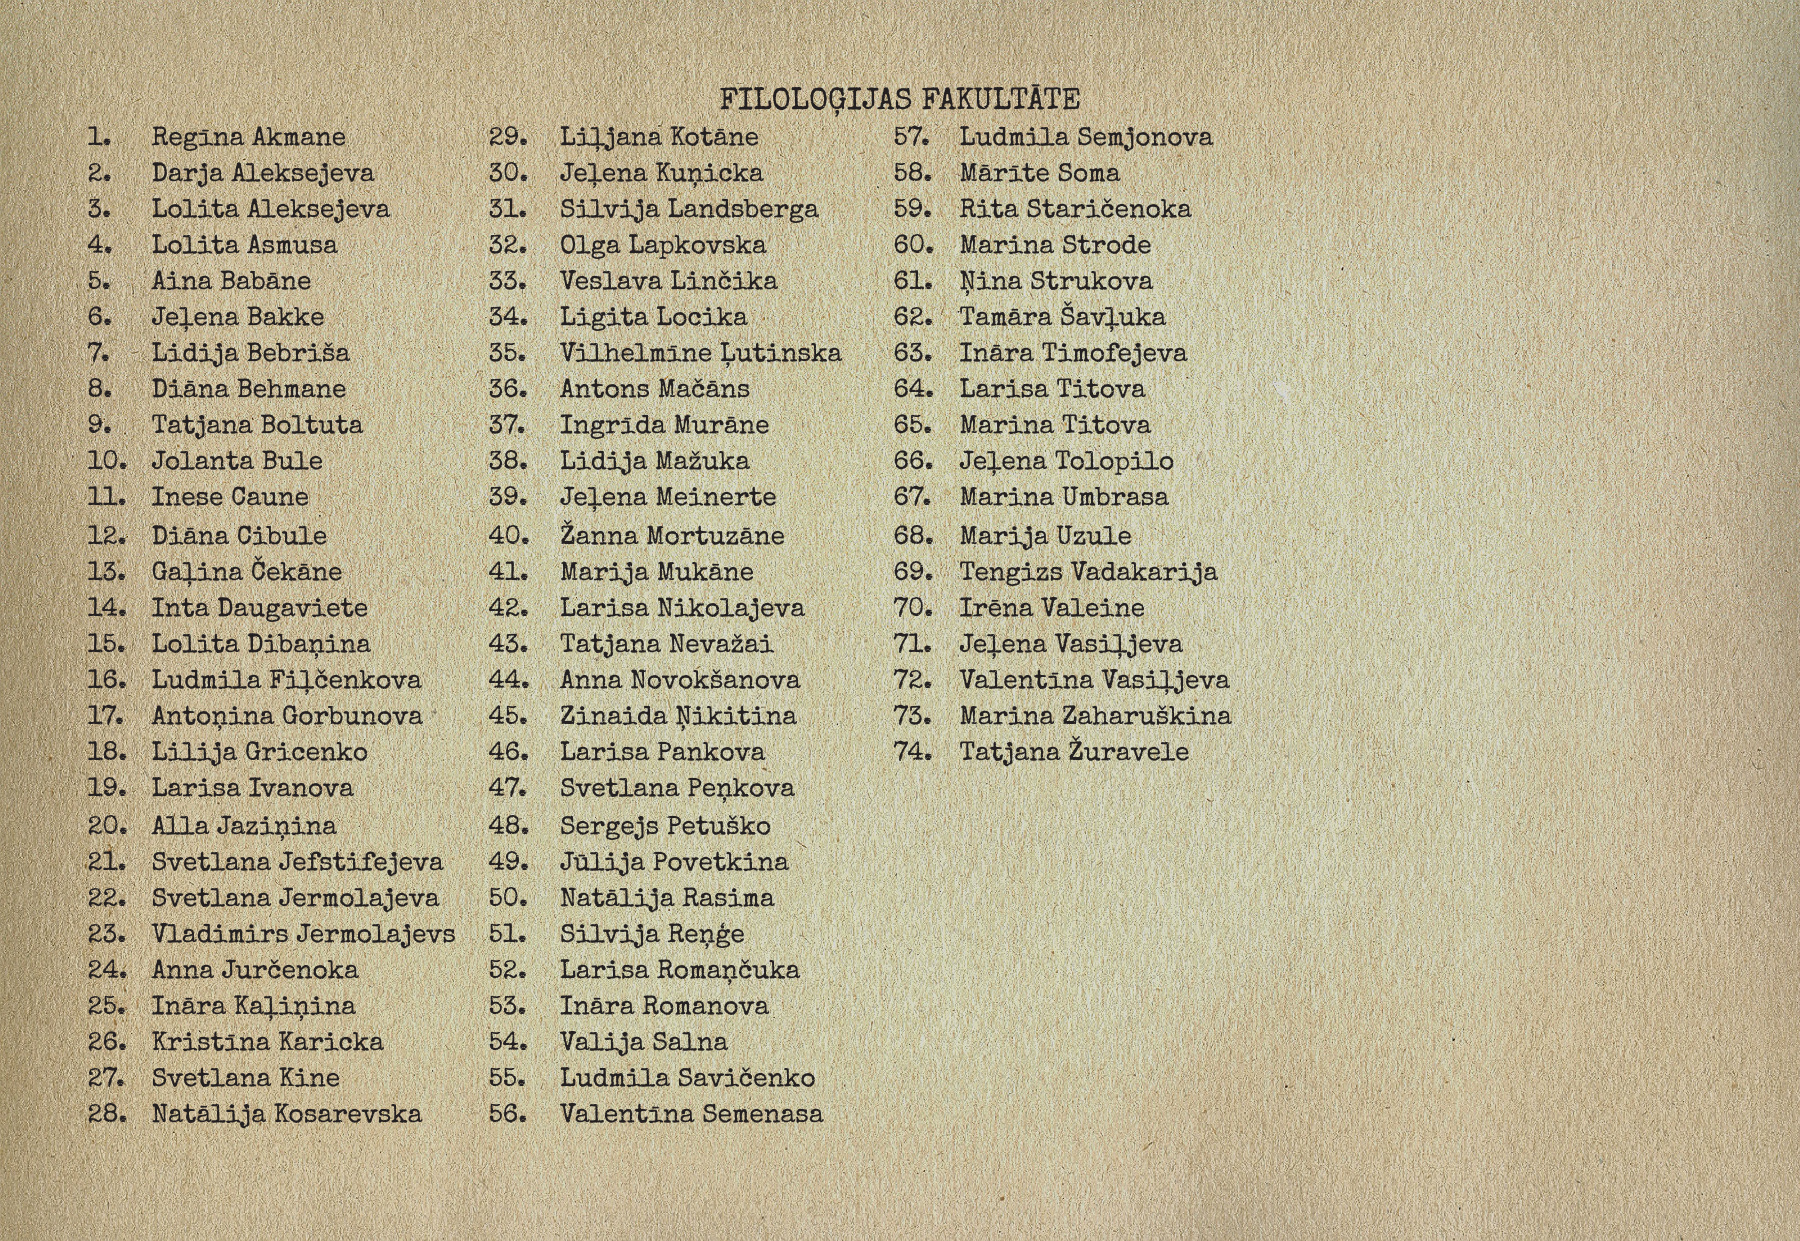 FILOLOĢIJAS FAKULTĀTE
1. Regīna Akmane
2. Darja Aleksejeva
3. Lolita Aleksejeva
4. Lolita Asmusa
5. Aina Babāne
6. Jeļena Bakke
7. Lidija Bebriša
8. Diāna Behmane
9. Tatjana Boltuta
10. Jolanta Bule
11. Inese Caune
12. Diāna Cibule
13. Gaļina Čekāne
14. Inta Daugaviete
15. Lolita Dibaņina
16. Ludmila Fiļčenkova
17. Antoņina Gorbunova
18. Lilija Gricenko
19. Larisa Ivanova
20. Alla Jaziņina
21. Svetlana Jefstifejeva
22. Svetlana Jermolajeva
23. Vladimirs Jermolajevs
24. Anna Jurčenoka
25. Ināra Kaļiņina
26. Kristīna Karicka
27. Svetlana Kine
28. Natālija Kosarevska
29. Liļjana Kotāne
30. Jeļena Kuņicka
31. Silvija Landsberga
32. Olga Lapkovska
33. Veslava Linčika
34. Ligita Locika
35. Vilhelmīne Ļutinska
36. Antons Mačāns
37. Ingrīda Murāne
38. Lidija Mažuka
39. Jeļena Meinerte
40. Žanna Mortuzāne
41. Marija Mukāne
42. Larisa Nikolajeva
43. Tatjana Nevažai
44. Anna Novokšanova
45. Zinaida Ņikitina
46. Larisa Pankova
47. Svetlana Peņkova
48. Sergejs Petuško
49. Jūlija Povetkina
50. Natālija Rasima
51. Silvija Reņģe
52. Larisa Romaņčuka
53. Ināra Romanova
54. Valija Salna
55. Ludmila Savičenko
56. Valentīna Semenasa
57. Ludmila Semjonova
58. Mārīte Soma
59. Rita Staričenoka
60. Marina Strode
61. Ņina Strukova
62. Tamāra Šavļuka
63. Ināra Timofejeva
64. Larisa Titova
65. Marina Titova
66. Jeļena Tolopilo
67. Marina Umbrasa
68. Marija Uzule
69. Tengizs Vadakarija
70. Irēna Valeine
71. Jeļena Vasiļjeva
72. Valentīna Vasiļjeva
73. Marina Zaharuškina
74. Tatjana Žuravele